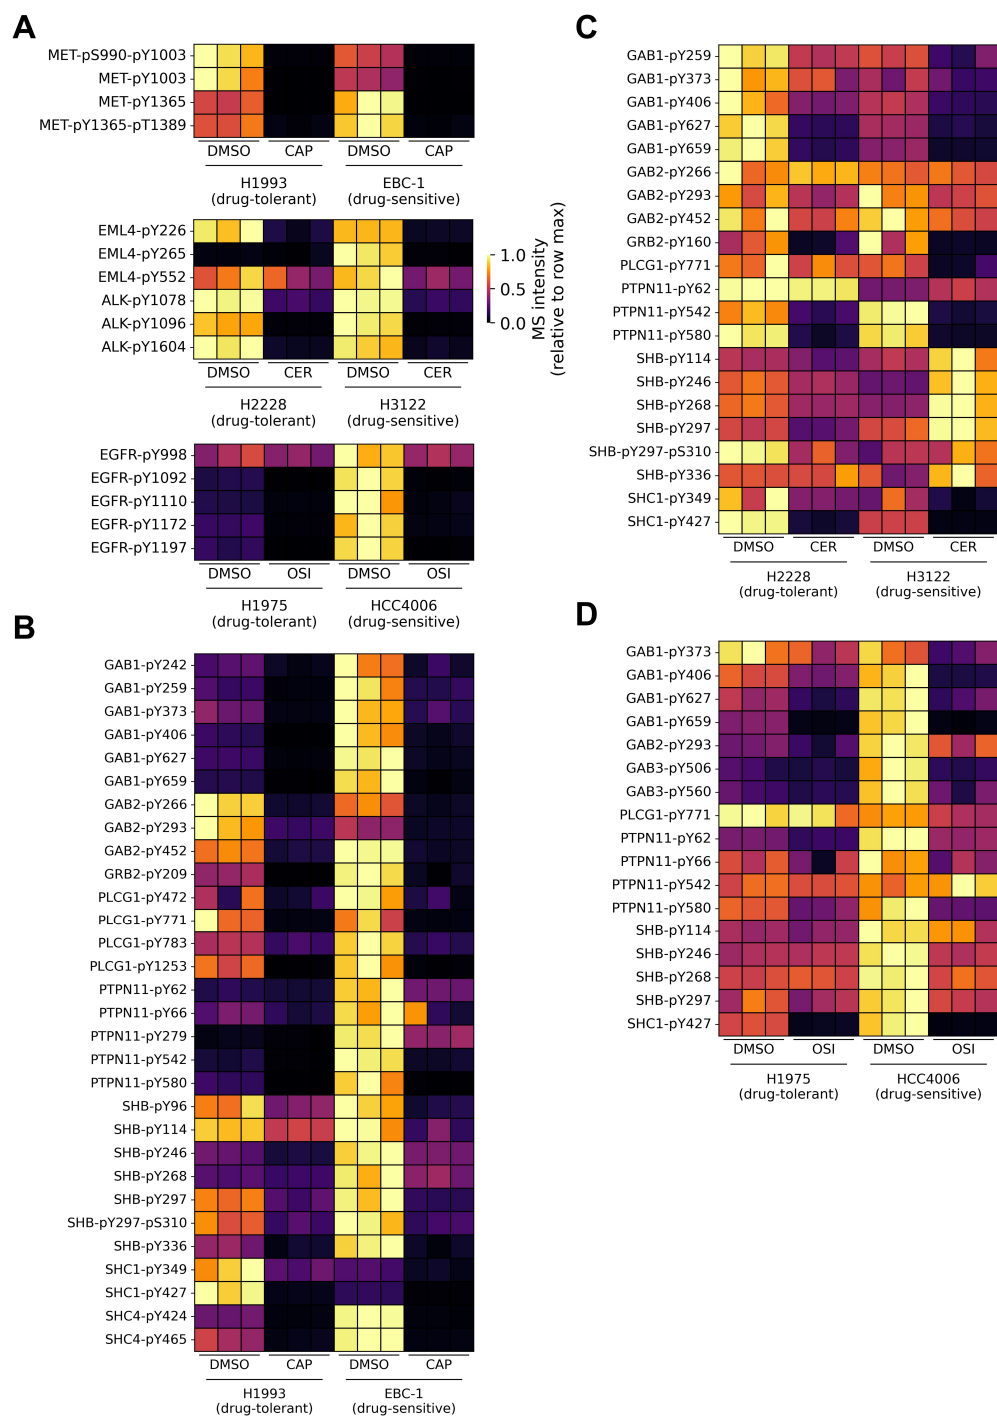 A
MET-pS990-pY1003
MET-pY1003
MET-pY1365
MET-pY1365-pT1389
DMSO CAP DMSO CAP
H1993 EBC-1
(drug-tolerant) (drug-sensitive)
EML4-pY226
EML4-pY265
EML4-pY552
ALK-pY1078
ALK-pY1096
ALK-pY1604
DMSO CER DMSO CER
H2228 H3122
(drug-tolerant) (drug-sensitive)
1.0
0.5
0.0
MS intensity
(relative to row max)
EGFR-pY998
EGFR-pY1092
EGFR-pY1110
EGFR-pY1172
EGFR-pY1197
DMSO OSI DMSO OSI
H1975 HCC4006
(drug-tolerant) (drug-sensitive)
B
GAB1-pY242
GAB1-pY259
GAB1-pY373
GAB1-pY406
GAB1-pY627
GAB1-pY659
GAB2-pY266
GAB2-pY293
GAB2-pY452
GRB2-pY209
PLCG1-pY472
PLCG1-pY771
PLCG1-pY783
PLCG1-pY1253
PTPN11-pY62
PTPN11-pY66
PTPN11-pY279
PTPN11-pY542
PTPN11-pY580
SHB-pY96
SHB-pY114
SHB-pY246
SHB-pY268
SHB-pY297
SHB-pY297-pS310
SHB-pY336
SHC1-pY349
SHC1-pY427
SHC4-pY424
SHC4-pY465
DMSO CAP DMSO CAP
H1993 EBC-1
(drug-tolerant) (drug-sensitive)
C
GAB1-pY259
GAB1-pY373
GAB1-pY406
GAB1-pY627
GAB1-pY659
GAB2-pY266
GAB2-pY293
GAB2-pY452
GRB2-pY160
PLCG1-pY771
PTPN11-pY62
PTPN11-pY542
PTPN11-pY580
SHB-pY114
SHB-pY246
SHB-pY268
SHB-pY297
SHB-pY297-pS310
SHB-pY336
SHC1-pY349
SHC1-pY427
DMSO CER DMSO CER
H2228 H3122
(drug-tolerant) (drug-sensitive)
D
GAB1-pY373
GAB1-pY406
GAB1-pY627
GAB1-pY659
GAB2-pY293
GAB3-pY506
GAB3-pY560
PLCG1-pY771
PTPN11-pY62
PTPN11-pY66
PTPN11-pY542
PTPN11-pY580
SHB-pY114
SHB-pY246
SHB-pY268
SHB-pY297
SHC1-pY427
DMSO OSI DMSO OSI
H1975 HCC4006
(drug-tolerant) (drug-sensitive)